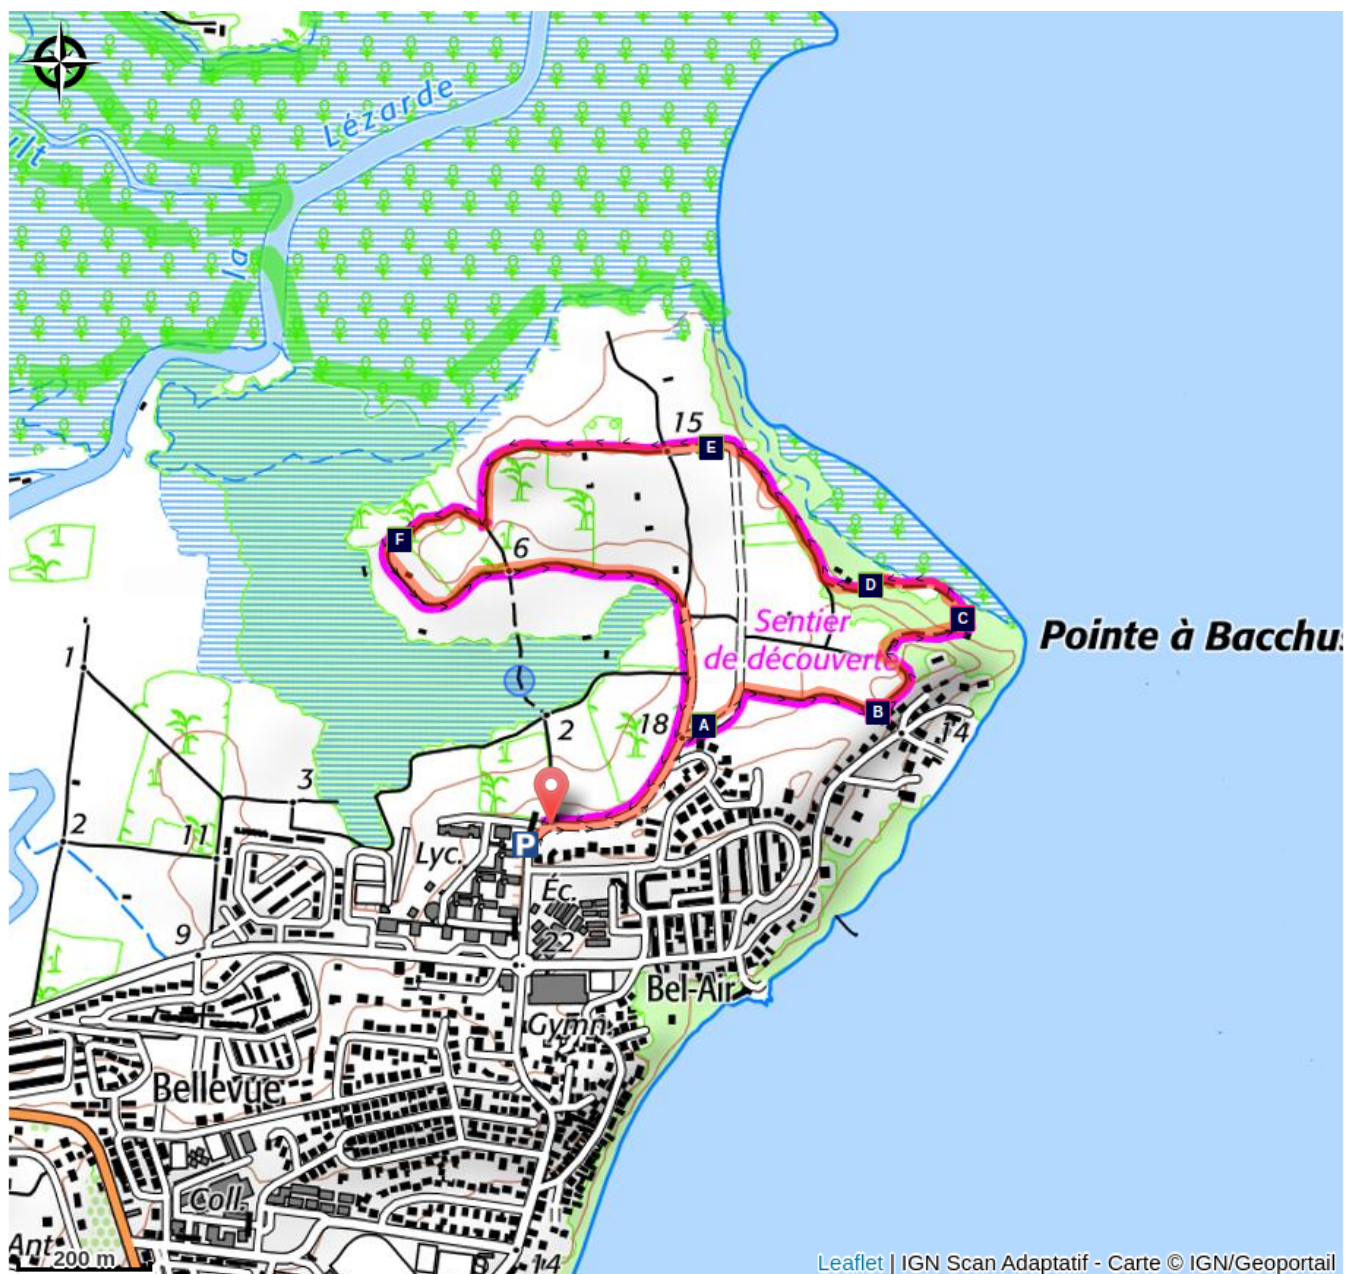 Lézarde
la
ult
15
E
F
6
D
C
Sentier
de découverte
Pointe à Bacchus
1
B
A
18
14
2
3
2
11
P
Lyc.
Éc.
9
22
Bel-Air
Gymn.
Bellevue
Coll.
Ant
200 m
14
Leaflet | IGN Scan Adaptatif - Carte © IGN/Geoportail